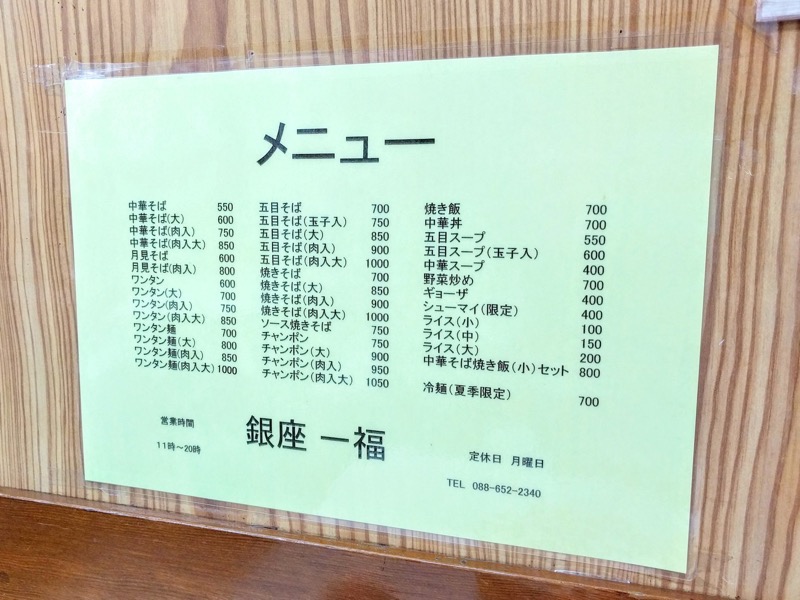 メニュー
中華そば 550
中華そば(大) 600
中華そば(肉入) 750
中華そば(肉入大) 850
月見そば 600
月見そば(肉入) 800
ワンタン 600
ワンタン(大) 700
ワンタン(肉入) 750
ワンタン(肉入大) 850
ワンタン麺 700
ワンタン麺(大) 800
ワンタン麺(肉入) 850
ワンタン麺(肉入大) 1000
五目そば 700
五目そば(玉子入) 750
五目そば(大) 850
五目そば(肉入) 900
五目そば(肉入大) 1000
焼きそば 700
焼きそば(大) 850
焼きそば(肉入) 900
焼きそば(肉入大) 1000
ソース焼きそば 750
チャンポン 750
チャンポン(大) 900
チャンポン(肉入) 950
チャンポン(肉入大) 1050
焼き飯 700
中華丼 700
五目スープ 550
五目スープ(玉子入) 600
中華スープ 400
野菜炒め 700
ギョーザ 400
シューマイ(限定) 400
ライス(小) 100
ライス(中) 150
ライス(大) 200
中華そば焼き飯(小)セット 800
冷麺(夏季限定) 700
営業時間
11時～20時
銀座 一福
定休日 月曜日
TEL 088-652-2340